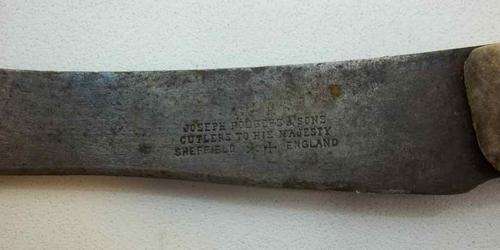 JOSEPH RODGERS & SONS
CUTLERS TO HIS MAJESTY
SHEFFIELD ENGLAND